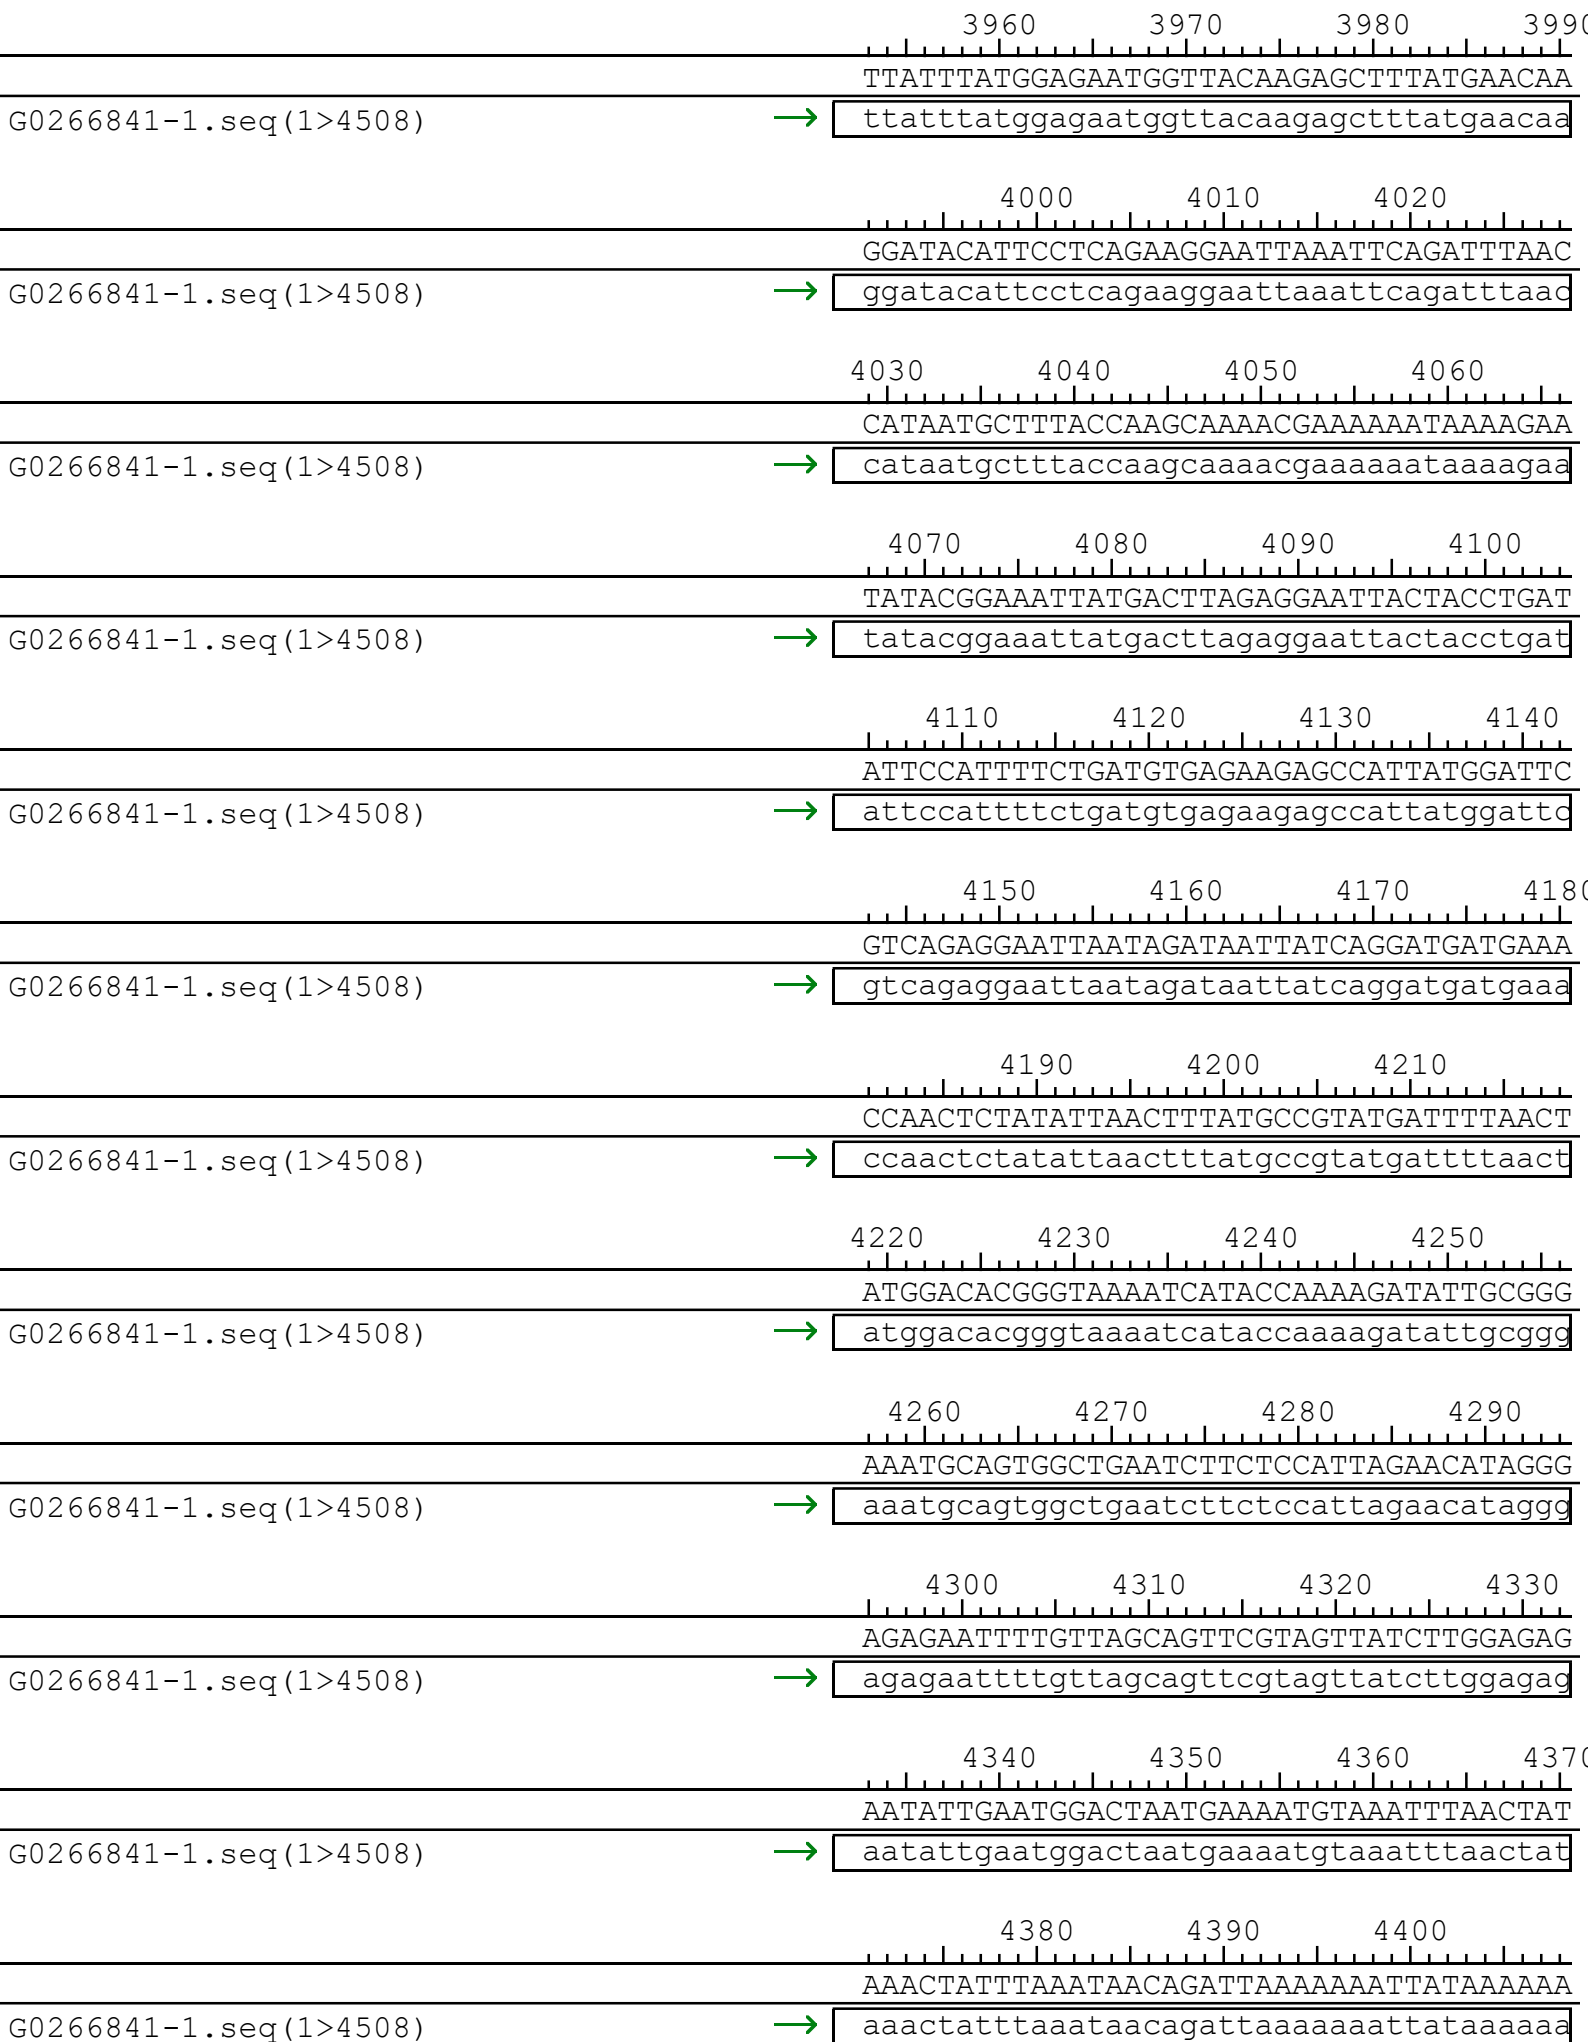 3960 3970 3980 3990
TTATTTATGGAGAATGGTTACAAGAGCTTTATGAACAA
G0266841-1.seq(1>4508) → ttatttatggagaatggttacaagagctttatgaacaa
4000 4010 4020
GGATACATTCCTCAGAAGGAATTAAATTCAGATTTAAC
G0266841-1.seq(1>4508) → ggatacattcctcagaaggaattaaattcagatttaac
4030 4040 4050 4060
CATAATGCTTTACCAAGCAAAACGAAAAAATAAAAGAA
G0266841-1.seq(1>4508) → cataatgctttaccaagcaaaacgaaaaaataaaagaa
4070 4080 4090 4100
TATACGGAAATTATGACTTAGAGGAATTACTACCTGAT
G0266841-1.seq(1>4508) → tatacggaaattatgacttagaggaattactacctgat
4110 4120 4130 4140
ATTCCATTTTCTGATGTGAGAAGAGCCATTATGGATTC
G0266841-1.seq(1>4508) → attccattttctgatgtgagaagagccattatggattc
4150 4160 4170 4180
GTCAGAGGAATTAATAGATAATTATCAGGATGATGAAA
G0266841-1.seq(1>4508) → gtcagaggaattaatagataattatcaggatgatgaaa
4190 4200 4210
CCAACTCTATATTAACTTTATGCCGTATGATTTTAACT
G0266841-1.seq(1>4508) → ccaactctatattaactttatgccgtatgattttaact
4220 4230 4240 4250
ATGGACACGGGTAAAATCATACCAAAAGATATTGCGGG
G0266841-1.seq(1>4508) → atggacacgggtaaaatcataccaaaagatattgcggg
4260 4270 4280 4290
AAATGCAGTGGCTGAATCTTCTCCATTAGAACATAGGG
G0266841-1.seq(1>4508) → aaatgcagtggctgaatcttctccattagaacataggg
4300 4310 4320 4330
AGAGAATTTTGTTAGCAGTTCGTAGTTATCTTGGAGAG
G0266841-1.seq(1>4508) → agagaattttgttagcagttcgtagttatcttggagag
4340 4350 4360 4370
AATATTGAATGGACTAATGAAAATGTAAATTTAACTAT
G0266841-1.seq(1>4508) → aatattgaatggactaatgaaaatgtaaatttaactat
4380 4390 4400
AAACTATTTAAATAACAGATTAAAAAAATTATAAAAAA
G0266841-1.seq(1>4508) → aaactatttaaataacagattaaaaaaattataaaaaa